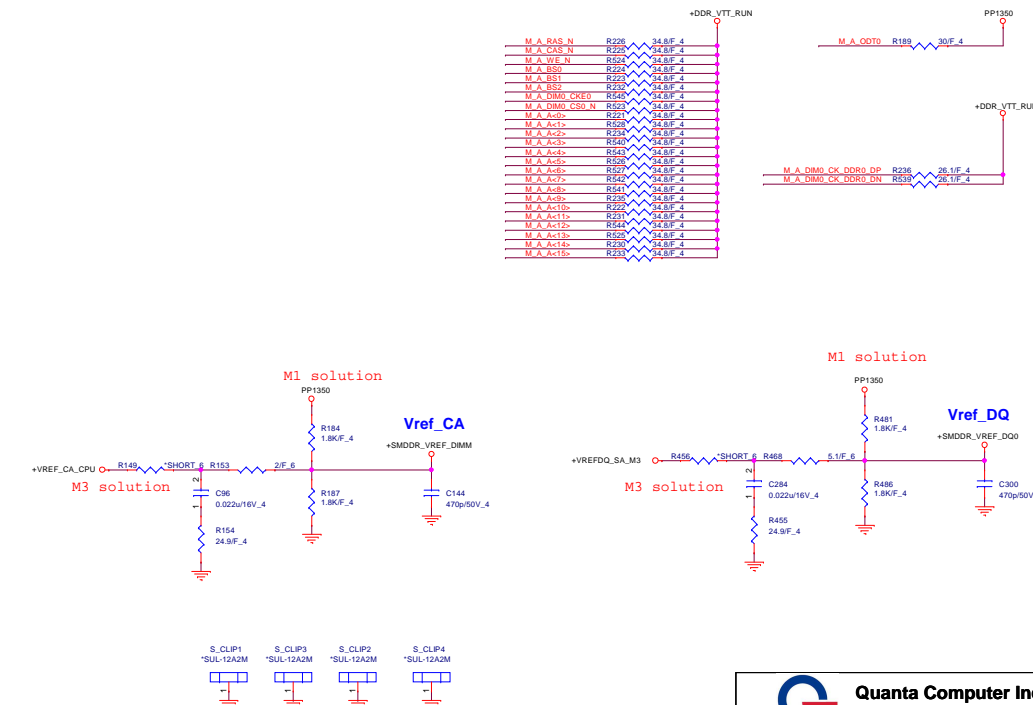 +DDR_VTT_RUN
PP1350
M_A_RAS_N R226 34.8/F_4
M_A_CAS_N R225 34.8/F_4
M_A_WE_N R524 34.8/F_4
M_A_BS0 R224 34.8/F_4
M_A_BS1 R223 34.8/F_4
M_A_BS2 R232 34.8/F_4
M_A_DIM0_CKE0 R545 34.8/F_4
M_A_DIM0_CS0_N R523 34.8/F_4
M_A_A<0> R221 34.8/F_4
M_A_A<1> R528 34.8/F_4
M_A_A<2> R234 34.8/F_4
M_A_A<3> R540 34.8/F_4
M_A_A<4> R543 34.8/F_4
M_A_A<5> R526 34.8/F_4
M_A_A<6> R527 34.8/F_4
M_A_A<7> R542 34.8/F_4
M_A_A<8> R541 34.8/F_4
M_A_A<9> R235 34.8/F_4
M_A_A<10> R222 34.8/F_4
M_A_A<11> R231 34.8/F_4
M_A_A<12> R544 34.8/F_4
M_A_A<13> R525 34.8/F_4
M_A_A<14> R230 34.8/F_4
M_A_A<15> R233 34.8/F_4
M_A_ODT0 R189 30/F_4
+DDR_VTT_RUN
M_A_DIM0_CK_DDR0_DP R236 26.1/F_4
M_A_DIM0_CK_DDR0_DN R539 26.1/F_4
M1 solution
PP1350
R184
1.8K/F_4
Vref_CA
+SMDDR_VREF_DIMM
+VREF_CA_CPU R149 *SHORT_6 R153 2/F_6
M3 solution
2
1
C96
0.022u/16V_4
R187
1.8K/F_4
C144
470p/50V_4
R154
24.9/F_4
M1 solution
PP1350
R481
1.8K/F_4
Vref_DQ
+SMDDR_VREF_DQ0
+VREFDQ_SA_M3 R456 *SHORT_6 R468 5.1/F_6
M3 solution
2
1
C284
0.022u/16V_4
R486
1.8K/F_4
C300
470p/50V
R455
24.9/F_4
S_CLIP1 S_CLIP3 S_CLIP2 S_CLIP4
*SUL-12A2M *SUL-12A2M *SUL-12A2M *SUL-12A2M
1 1 1 1
Quanta Computer Inc